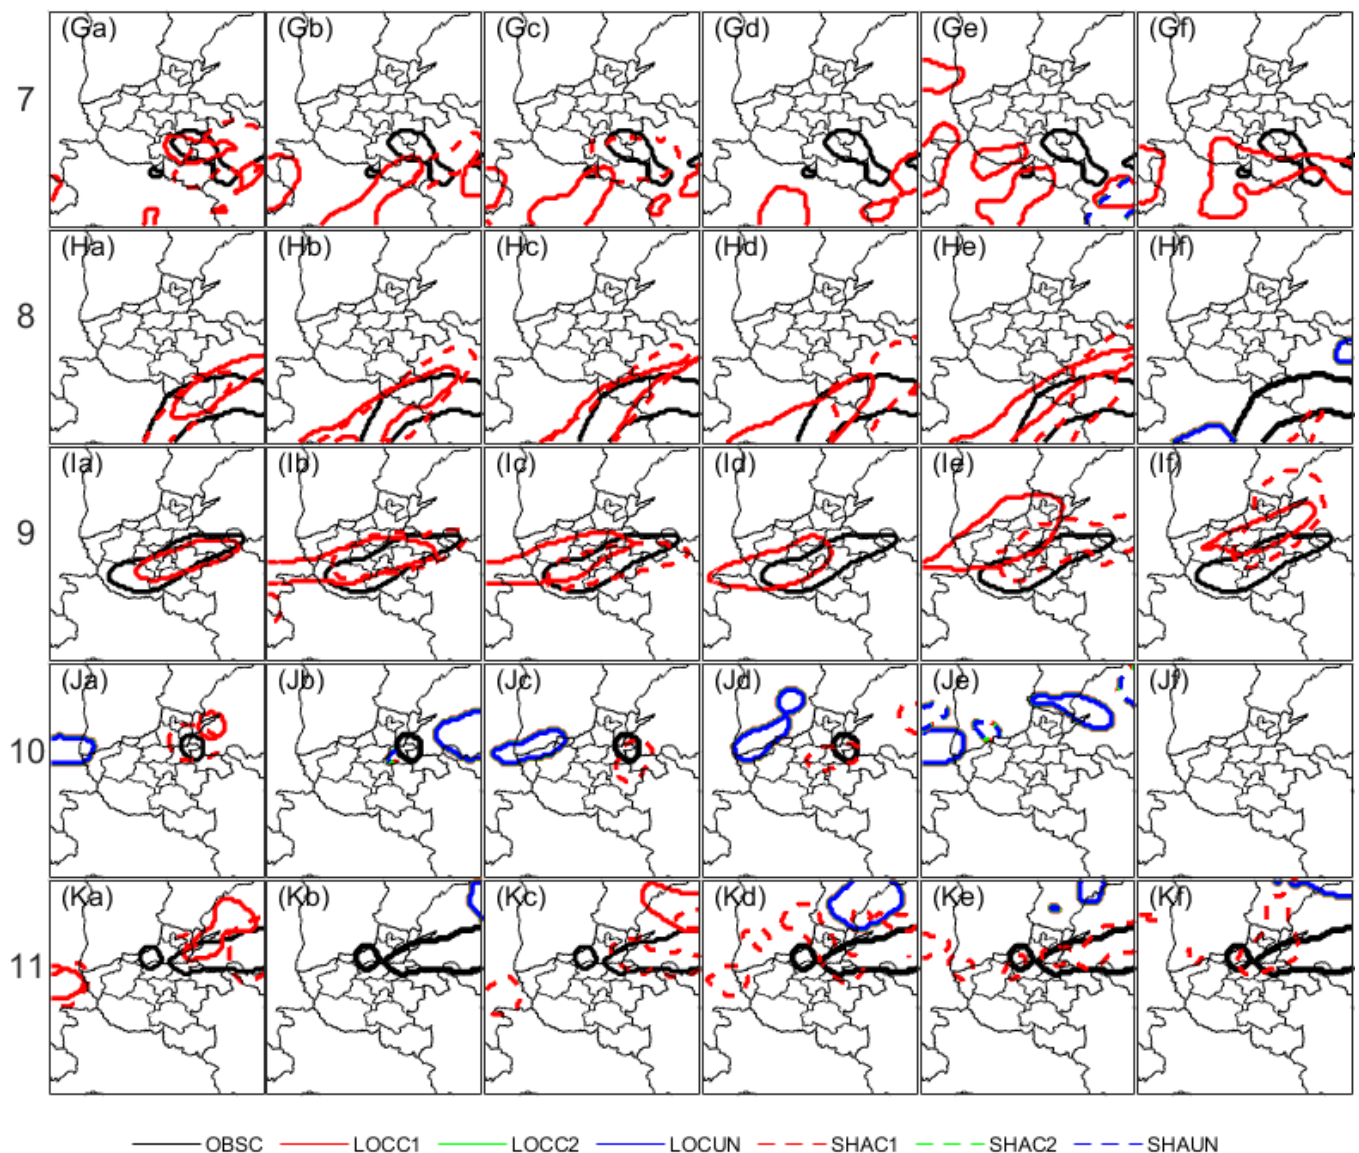 (Ga) (Gb) (Gc) (Gd) (Ge) (Gf)
7
(Ha) (Hb) (Hc) (Hd) (He) (Hf)
8
(Ia) (Ib) (Ic) (Id) (Ie) (If)
9
(Ja) (Jb) (Jc) (Jd) (Je) (Jf)
10
(Ka) (Kb) (Kc) (Kd) (Ke) (Kf)
11
OBSC LOCC1 LOCC2 LOCUN SHAC1 SHAC2 SHAUN